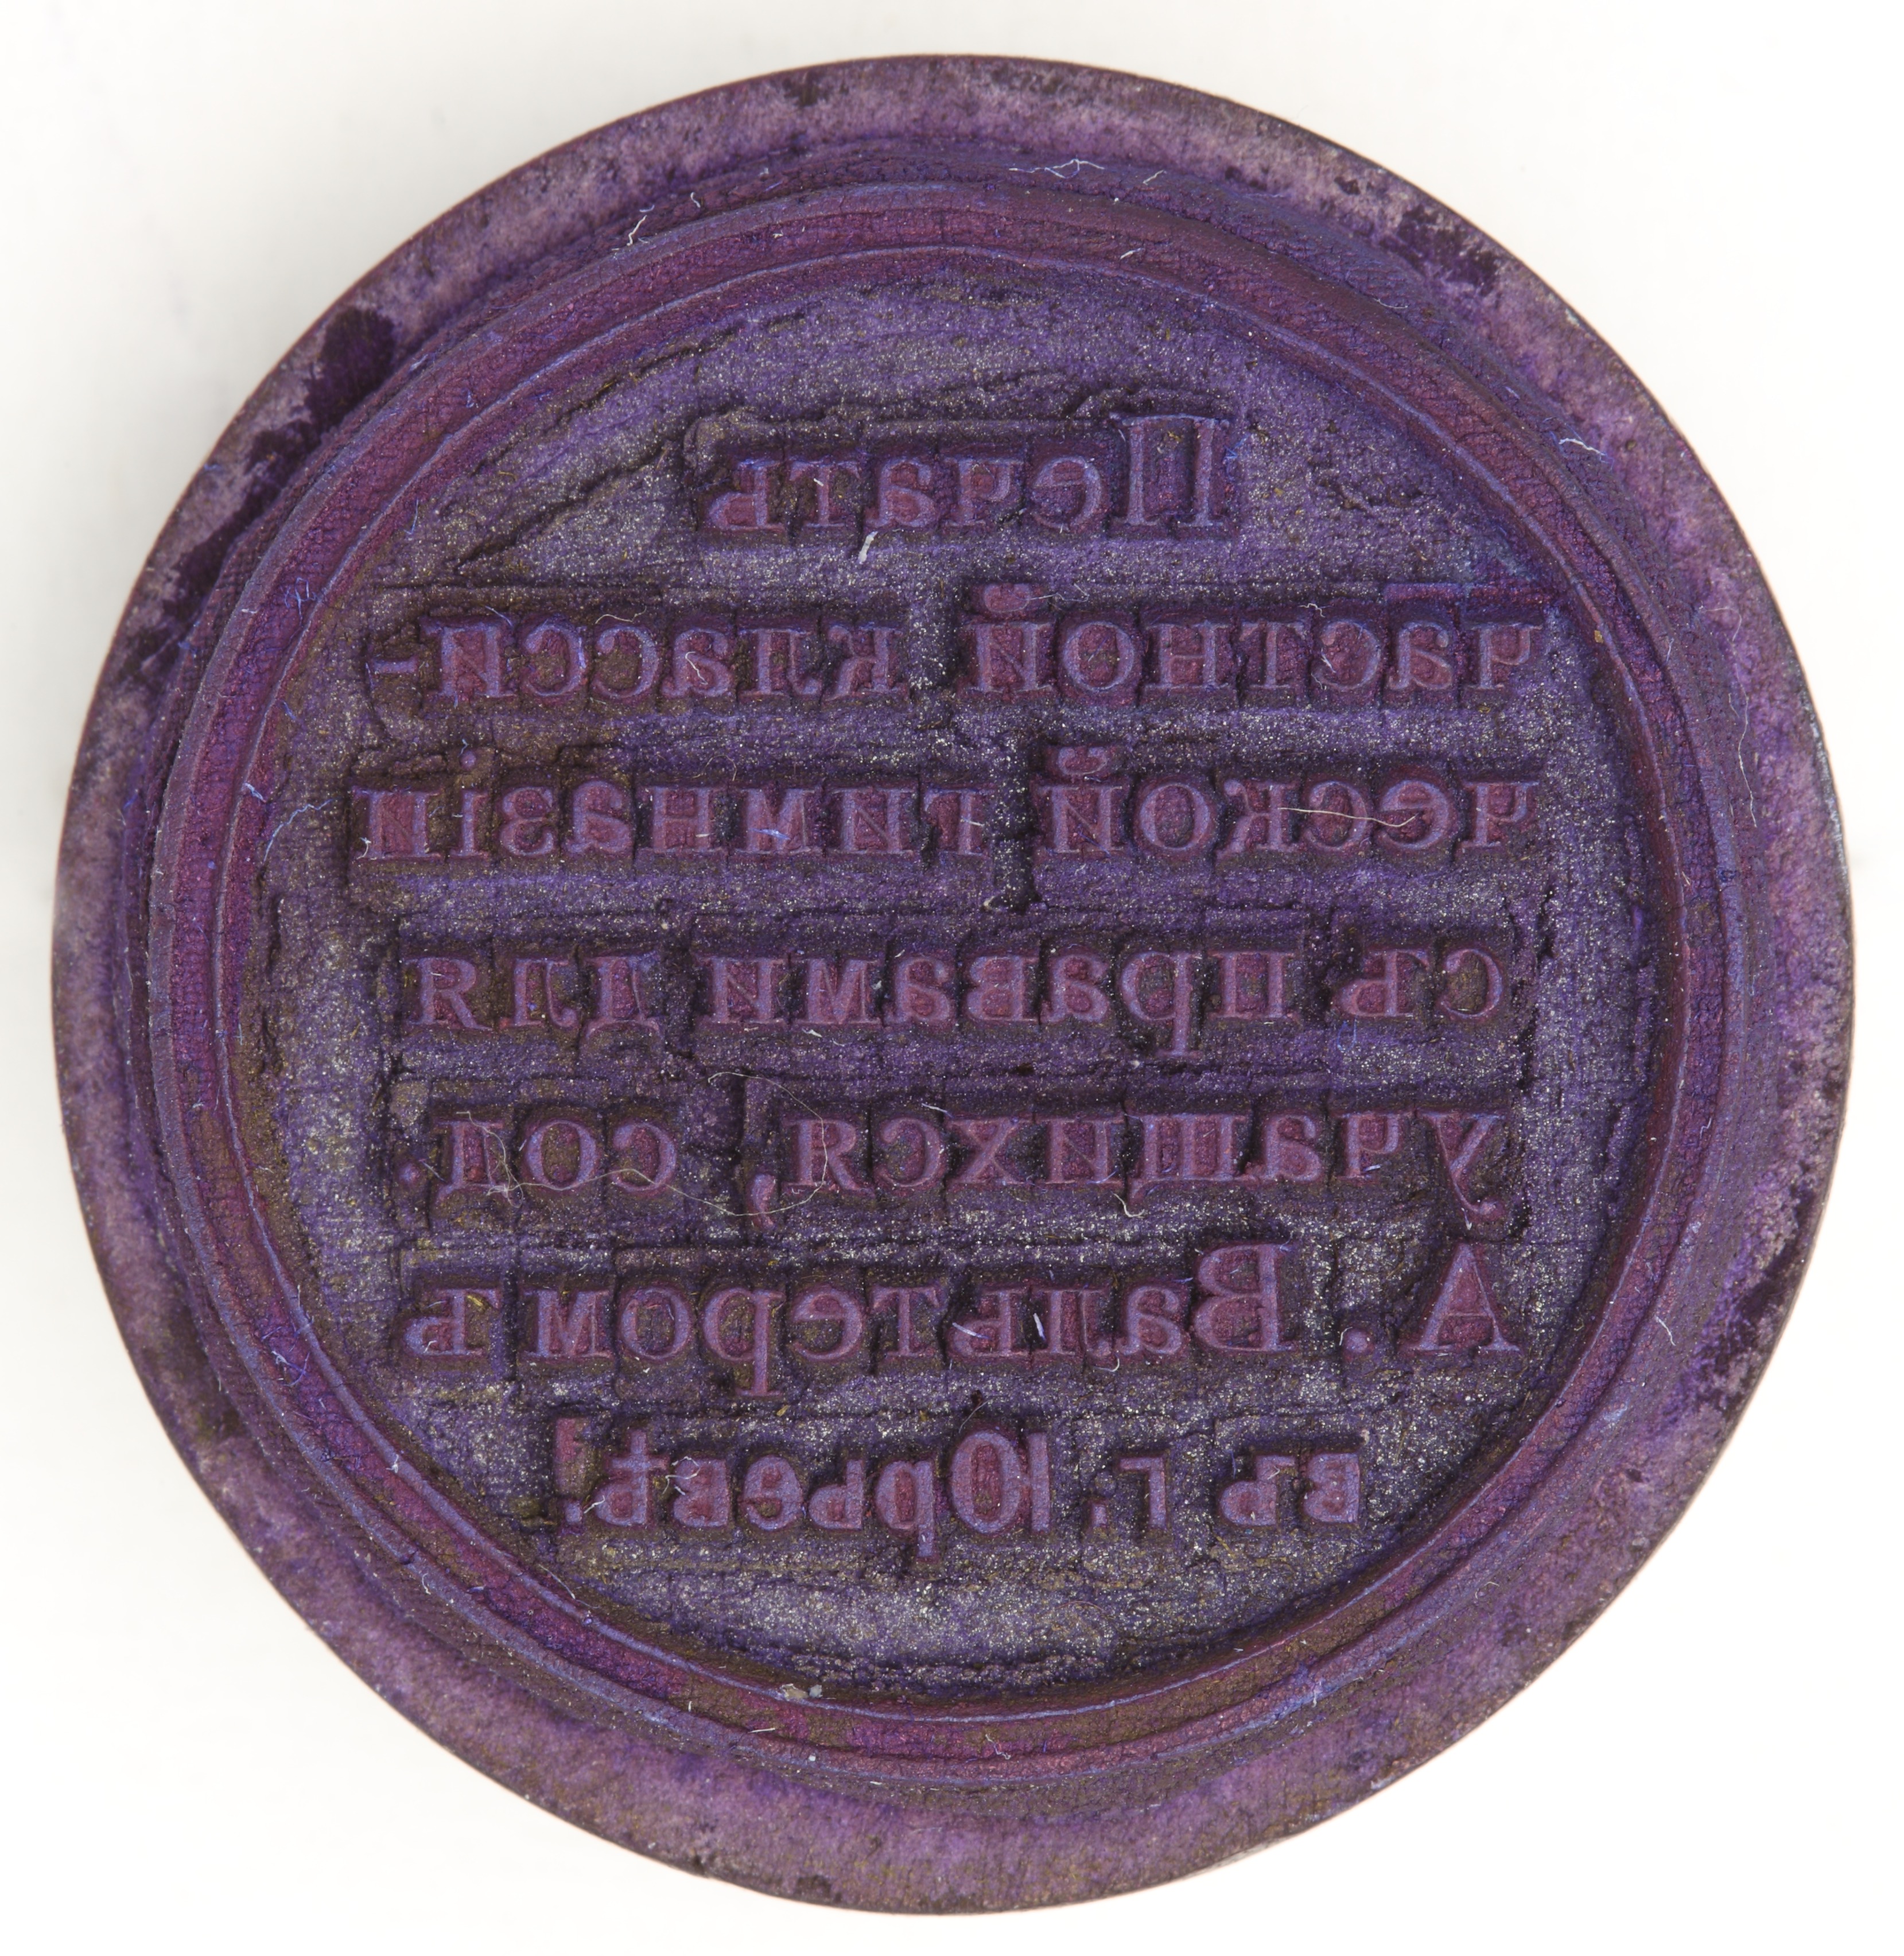 Печать
частной класси-
ческой гимназіи
съ правами для
учащихся, сод.
А. Вальтеромъ
въ г. Юрьевѣ.